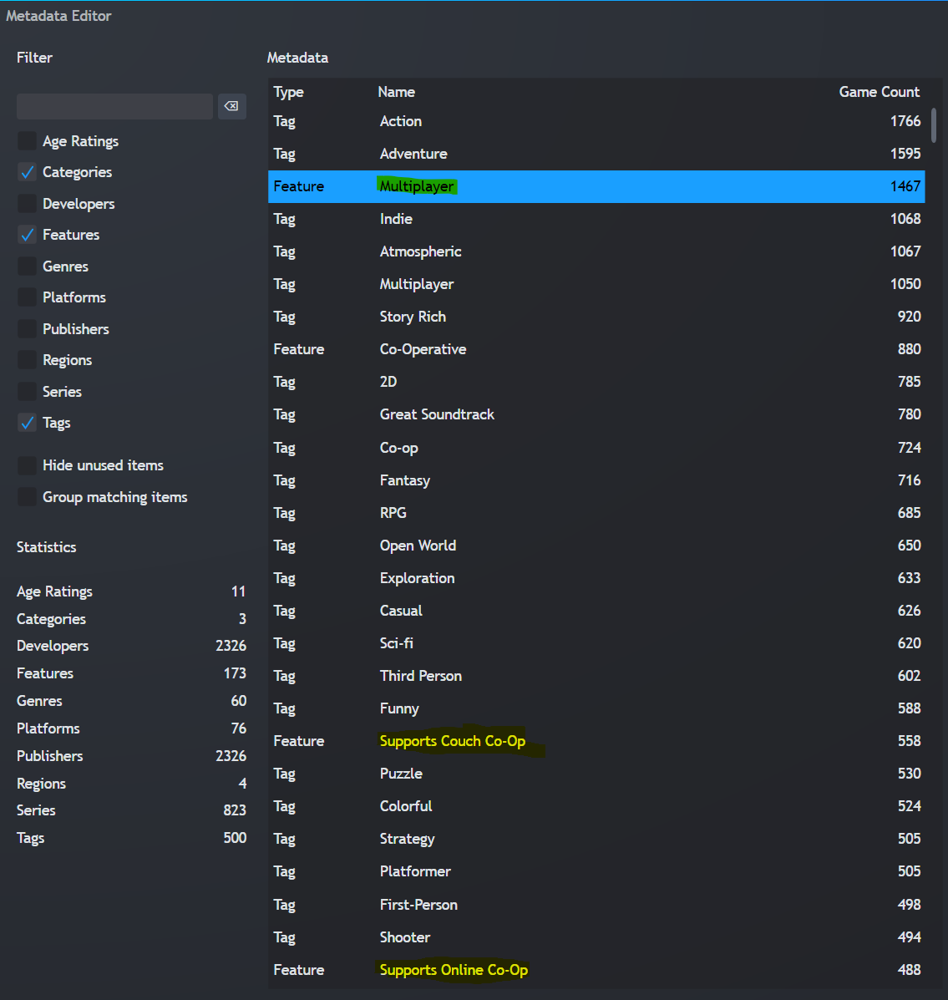 Metadata Editor
Filter
Age Ratings
Categories
Developers
Features
Genres
Platforms
Publishers
Regions
Series
Tags
Hide unused items
Group matching items
Statistics
Age Ratings 11
Categories 3
Developers 2326
Features 173
Genres 60
Platforms 76
Publishers 2326
Regions 4
Series 823
Tags 500
Metadata
Type Name Game Count
Tag Action 1766
Tag Adventure 1595
Feature Multiplayer 1467
Tag Indie 1068
Tag Atmospheric 1067
Tag Multiplayer 1050
Tag Story Rich 920
Feature Co-Operative 880
Tag 2D 785
Tag Great Soundtrack 780
Tag Co-op 724
Tag Fantasy 716
Tag RPG 685
Tag Open World 650
Tag Exploration 633
Tag Casual 626
Tag Sci-fi 620
Tag Third Person 602
Tag Funny 588
Feature Supports Couch Co-Op 558
Tag Puzzle 530
Tag Colorful 524
Tag Strategy 505
Tag Platformer 505
Tag First-Person 498
Tag Shooter 494
Feature Supports Online Co-Op 488